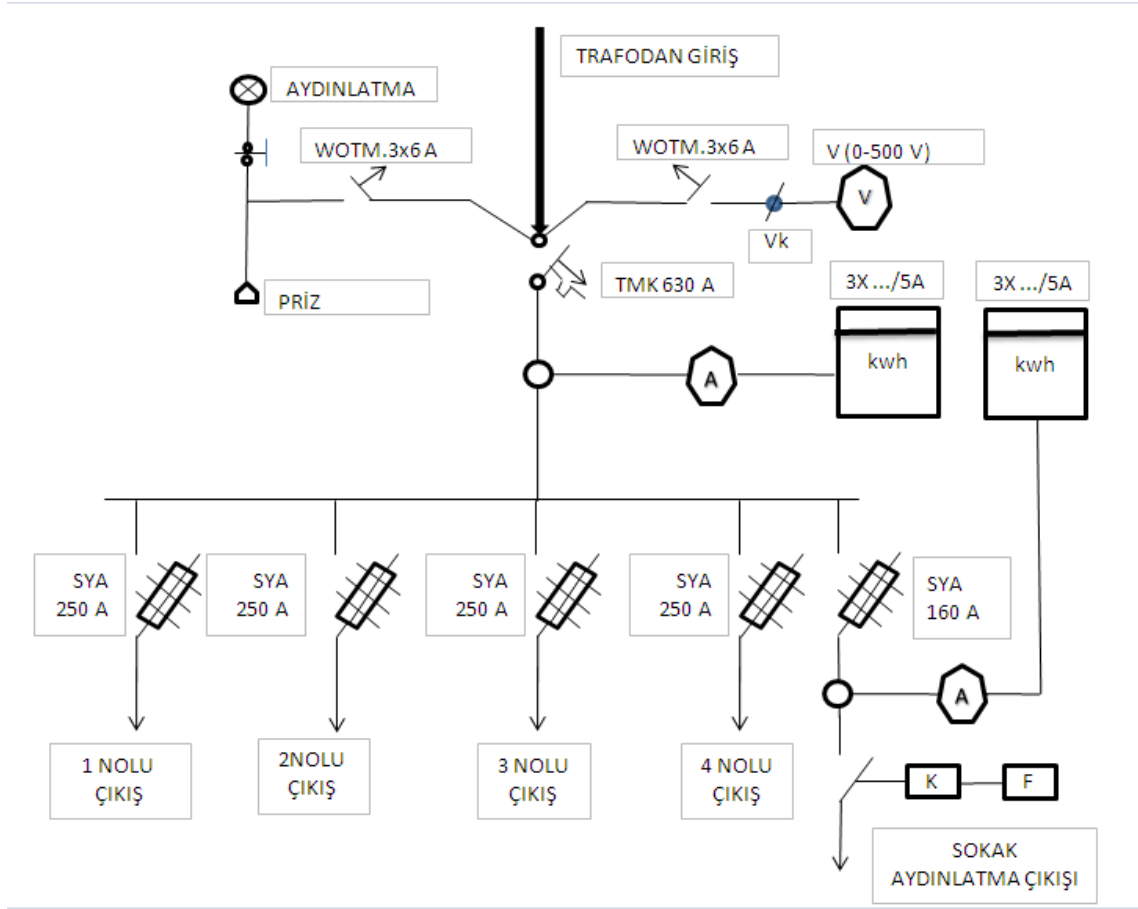 TRAFODAN GİRİŞ
AYDINLATMA
WOTM.3x6 A
WOTM.3x6 A
V (0-500 V)
V
Vk
PRİZ
TMK 630 A
3X .../5A
3X .../5A
A
kwh
kwh
SYA
250 A
SYA
250 A
SYA
250 A
SYA
250 A
SYA
160 A
A
1 NOLU
ÇIKIŞ
2NOLU
ÇIKIŞ
3 NOLU
ÇIKIŞ
4 NOLU
ÇIKIŞ
K
F
SOKAK
AYDINLATMA ÇIKIŞI